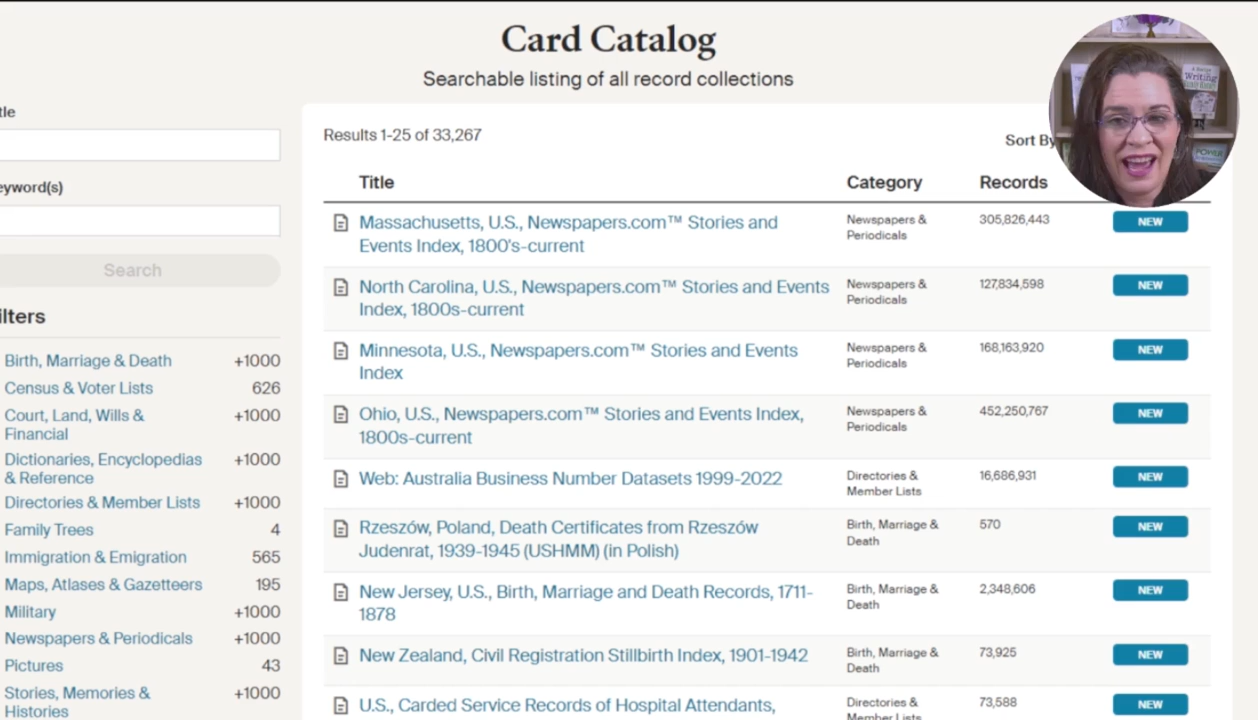 Card Catalog
Searchable listing of all record collections
tle
eyword(s)
Search
ilters
Birth, Marriage & Death +1000
Census & Voter Lists 626
Court, Land, Wills &
Financial +1000
Dictionaries, Encyclopedias
& Reference +1000
Directories & Member Lists +1000
Family Trees 4
Immigration & Emigration 565
Maps, Atlases & Gazetteers 195
Military +1000
Newspapers & Periodicals +1000
Pictures 43
Stories, Memories &
Histories +1000
Results 1-25 of 33,267
Sort By
Title Category Records
Massachusetts, U.S., Newspapers.com™ Stories and
Events Index, 1800's-current
Newspapers &
Periodicals
305,826,443
NEW
North Carolina, U.S., Newspapers.com™ Stories and Events
Index, 1800s-current
Newspapers &
Periodicals
127,834,598
NEW
Minnesota, U.S., Newspapers.com™ Stories and Events
Index
Newspapers &
Periodicals
168,163,920
NEW
Ohio, U.S., Newspapers.com™ Stories and Events Index,
1800s-current
Newspapers &
Periodicals
452,250,767
NEW
Web: Australia Business Number Datasets 1999-2022
Directories &
Member Lists
16,686,931
NEW
Rzeszów, Poland, Death Certificates from Rzeszów
Judenrat, 1939-1945 (USHMM) (in Polish)
Birth, Marriage &
Death
570
NEW
New Jersey, U.S., Birth, Marriage and Death Records, 1711-
1878
Birth, Marriage &
Death
2,348,606
NEW
New Zealand, Civil Registration Stillbirth Index, 1901-1942
Birth, Marriage &
Death
73,925
NEW
U.S., Carded Service Records of Hospital Attendants,
Directories &
Member Lists
73,588
NEW
Writing